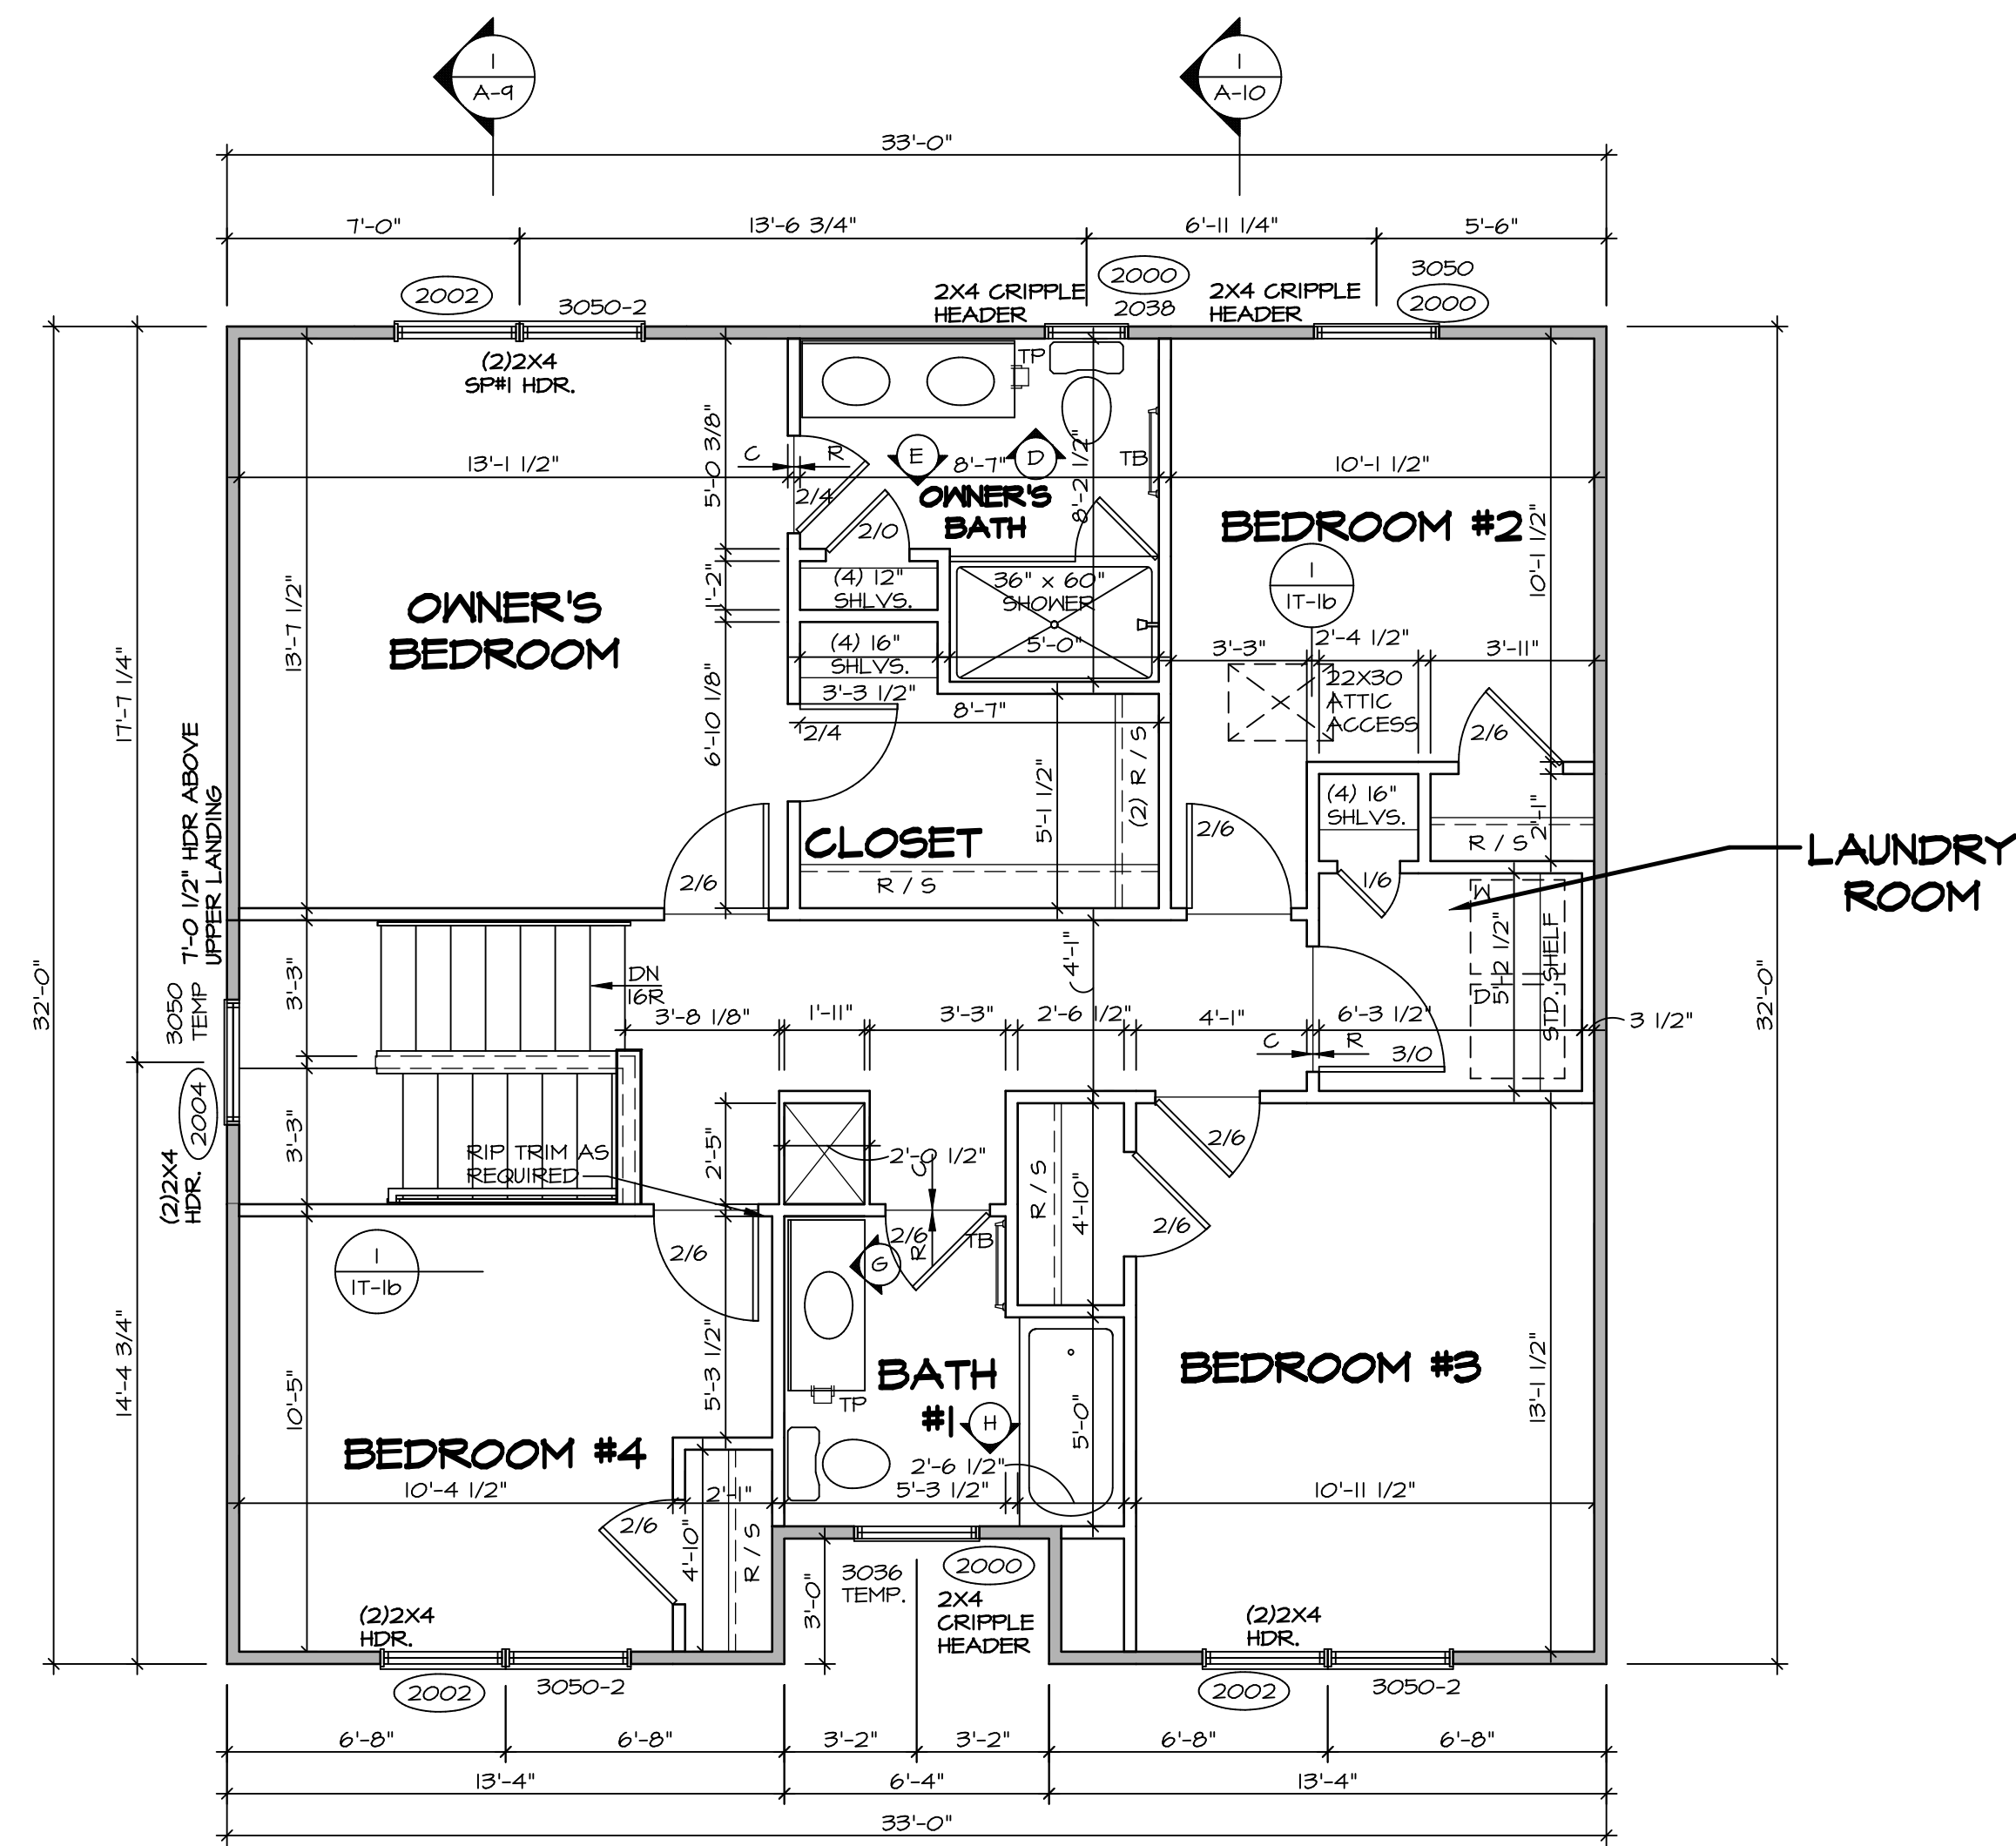 I I
A-9 A-10
33'-0"
7'-0" 13'-6 3/4" 6'-11 1/4" 5'-6"
2002 3050-2
2X4 CRIPPLE
HEADER
2000
2038
2X4 CRIPPLE
HEADER
3050
2000
(2)2X4
SP#1 HDR.
TP
TB
5'-0 3/8"
C R
E D
13'-1 1/2" 8'-7" 10'-1 1/2"
8'-2 1/2"
2/4
OWNER'S
BATH
2/0
BEDROOM #2
10'-1 1/2"
I
1T-1b
13'-7 1/2"
OWNER'S
BEDROOM
1'-2"
(4) 12"
SHLVS.
36" x 60"
SHOWER
5'-0"
(4) 16"
SHLVS.
3'-3 1/2"
3'-3" 2'-4 1/2" 3'-11"
22X30
ATTIC
ACCESS
17'-7 1/4"
6'-10 1/8"
8'-7"
2/4
2/6
5'-1 1/2"
(2) R / S
CLOSET
R / S
2/6
2/6
(4) 16"
SHLVS.
2'-1"
R / S
1/6
LAUNDRY
ROOM
7'-0 1/2" HDR ABOVE
UPPER LANDING
32'-0"
3050
TEMP
3'-3"
DN
16R
4'-1"
W
D
5'-2 1/2"
STD. SHELF
32'-0"
3'-8 1/8" 1'-11" 3'-3" 2'-6 1/2" 4'-1" 6'-3 1/2" 3 1/2"
C R
3/0
2004
(2)2X4
HDR.
3'-3"
RIP TRIM AS
REQUIRED
2'-5"
2'-0 1/2"
C
R
2/6
TB
R / S
4'-10"
2/6
2/6
2/6
I
1T-1b
G
14'-4 3/4"
10'-5"
5'-3 1/2"
TP
BATH
#1
H
5'-0"
BEDROOM #3
13'-1 1/2"
BEDROOM #4
10'-4 1/2" 2'-1" 2'-6 1/2"
5'-3 1/2" 10'-11 1/2"
2/6
4'-10"
R / S
3'-0"
3036
TEMP.
2000
2X4
CRIPPLE
HEADER
(2)2X4
HDR.
(2)2X4
HDR.
2002 3050-2
2002 3050-2
6'-8" 6'-8" 3'-2" 3'-2" 6'-8" 6'-8"
13'-4" 6'-4" 13'-4"
33'-0"